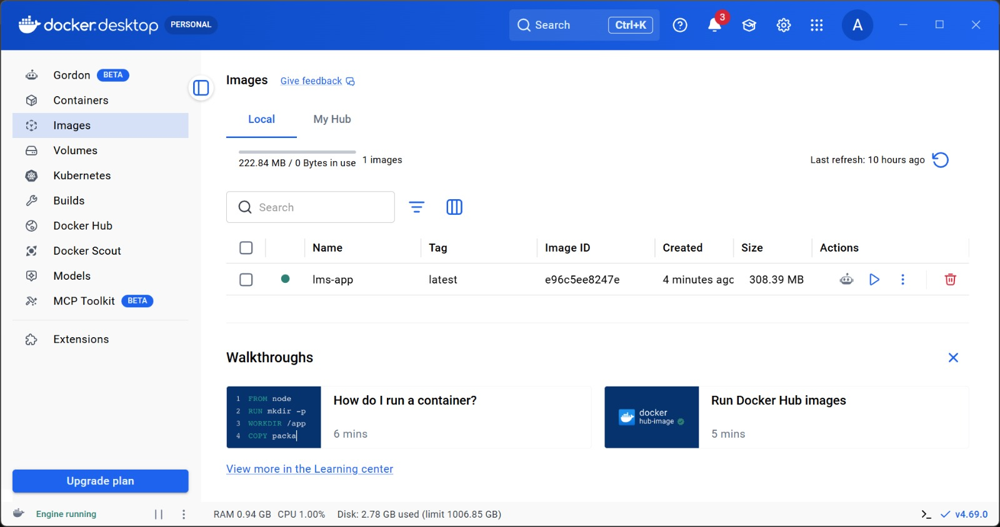 docker.desktop PERSONAL
Search Ctrl+K
3
A
Gordon BETA
Containers
Images
Volumes
Kubernetes
Builds
Docker Hub
Docker Scout
Models
MCP Toolkit BETA
Extensions
Upgrade plan
Images Give feedback
Local My Hub
222.84 MB / 0 Bytes in use 1 images
Last refresh: 10 hours ago
Search
Name Tag Image ID Created Size Actions
lms-app latest e96c5ee8247e 4 minutes agc 308.39 MB
Walkthroughs
1 FROM node
2 RUN mkdir -p
3 WORKDIR /app
4 COPY packa
How do I run a container?
6 mins
docker
hub-image
Run Docker Hub images
5 mins
View more in the Learning center
Engine running
RAM 0.94 GB CPU 1.00% Disk: 2.78 GB used (limit 1006.85 GB)
v4.69.0